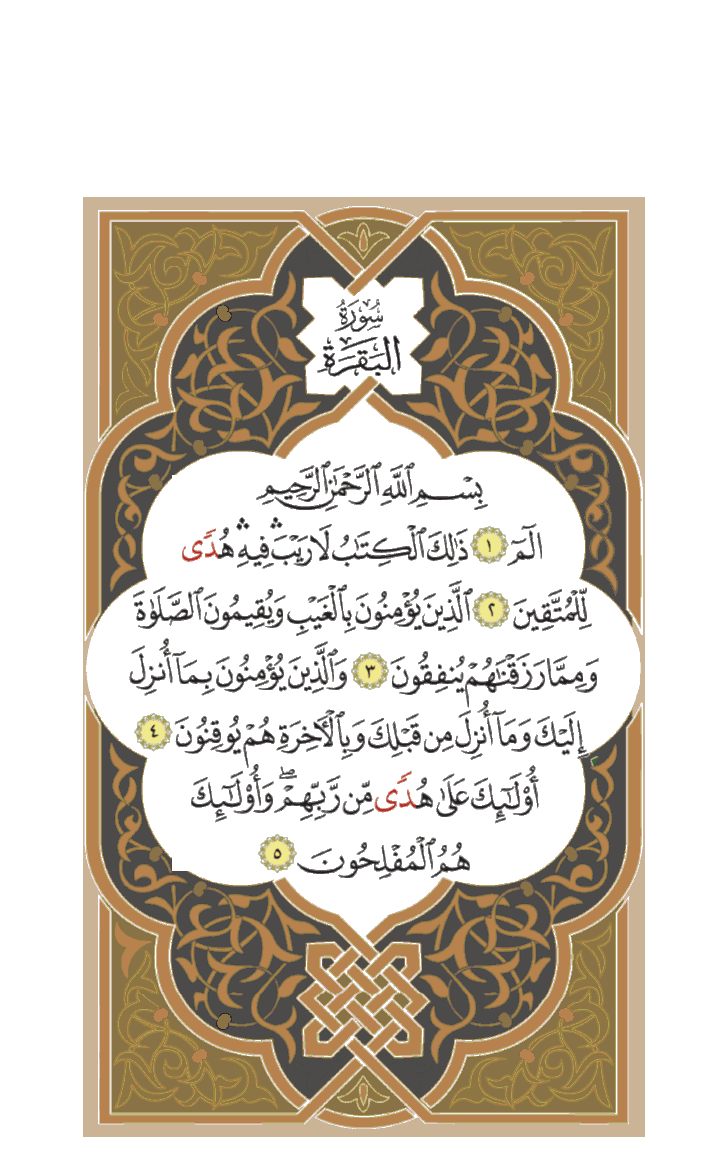 سُورَةُ
البَقَرَةِ
بِسْمِ ٱللَّهِ ٱلرَّحْمَٰنِ ٱلرَّحِيمِ
الٓمٓ ١ ذَٰلِكَ ٱلْكِتَٰبُ لَا رَيْبَ ۛ فِيهِ ۛ هُدًى
لِّلْمُتَّقِينَ ٢ ٱلَّذِينَ يُؤْمِنُونَ بِٱلْغَيْبِ وَيُقِيمُونَ ٱلصَّلَوٰةَ
وَمِمَّا رَزَقْنَٰهُمْ يُنفِقُونَ ٣ وَٱلَّذِينَ يُؤْمِنُونَ بِمَآ أُنزِلَ
إِلَيْكَ وَمَآ أُنزِلَ مِن قَبْلِكَ وَبِٱلْأَخِرَةِ هُمْ يُوقِنُونَ ٤
أُوْلَٰٓئِكَ عَلَىٰ هُدًى مِّن رَّبِّهِمْ ۖ وَأُوْلَٰٓئِكَ
هُمُ ٱلْمُفْلِحُونَ ٥